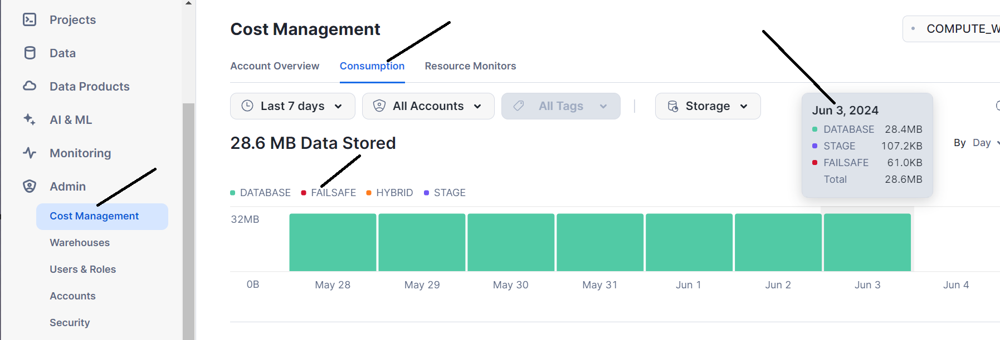 Projects
Data
Data Products
AI & ML
Monitoring
Admin
Cost Management
Warehouses
Users & Roles
Accounts
Security
Cost Management
COMPUTE_W
Account Overview Consumption Resource Monitors
Last 7 days All Accounts All Tags Storage
28.6 MB Data Stored
By Day
Jun 3, 2024
DATABASE 28.4MB
STAGE 107.2KB
FAILSAFE 61.0KB
Total 28.6MB
DATABASE FAILSAFE HYBRID STAGE
32MB
0B May 28 May 29 May 30 May 31 Jun 1 Jun 2 Jun 3 Jun 4